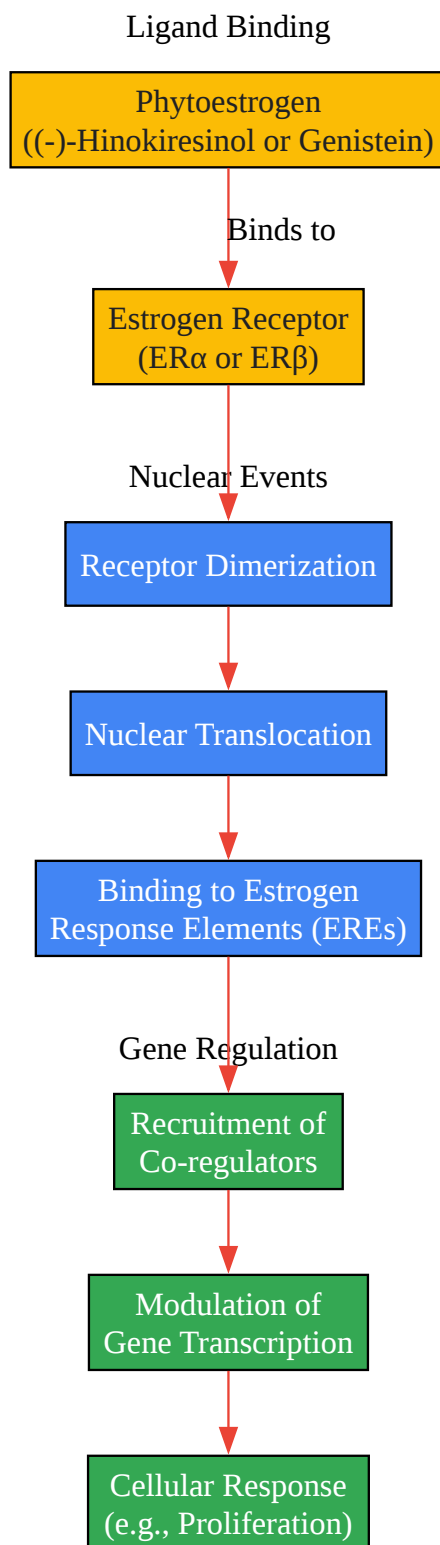 Ligand Binding
Phytoestrogen
((-)-Hinokiresinol or Genistein)
Binds to
Estrogen Receptor
(ERα or ERβ)
Nuclear Events
Receptor Dimerization
Nuclear Translocation
Binding to Estrogen
Response Elements (EREs)
Gene Regulation
Recruitment of
Co-regulators
Modulation of
Gene Transcription
Cellular Response
(e.g., Proliferation)